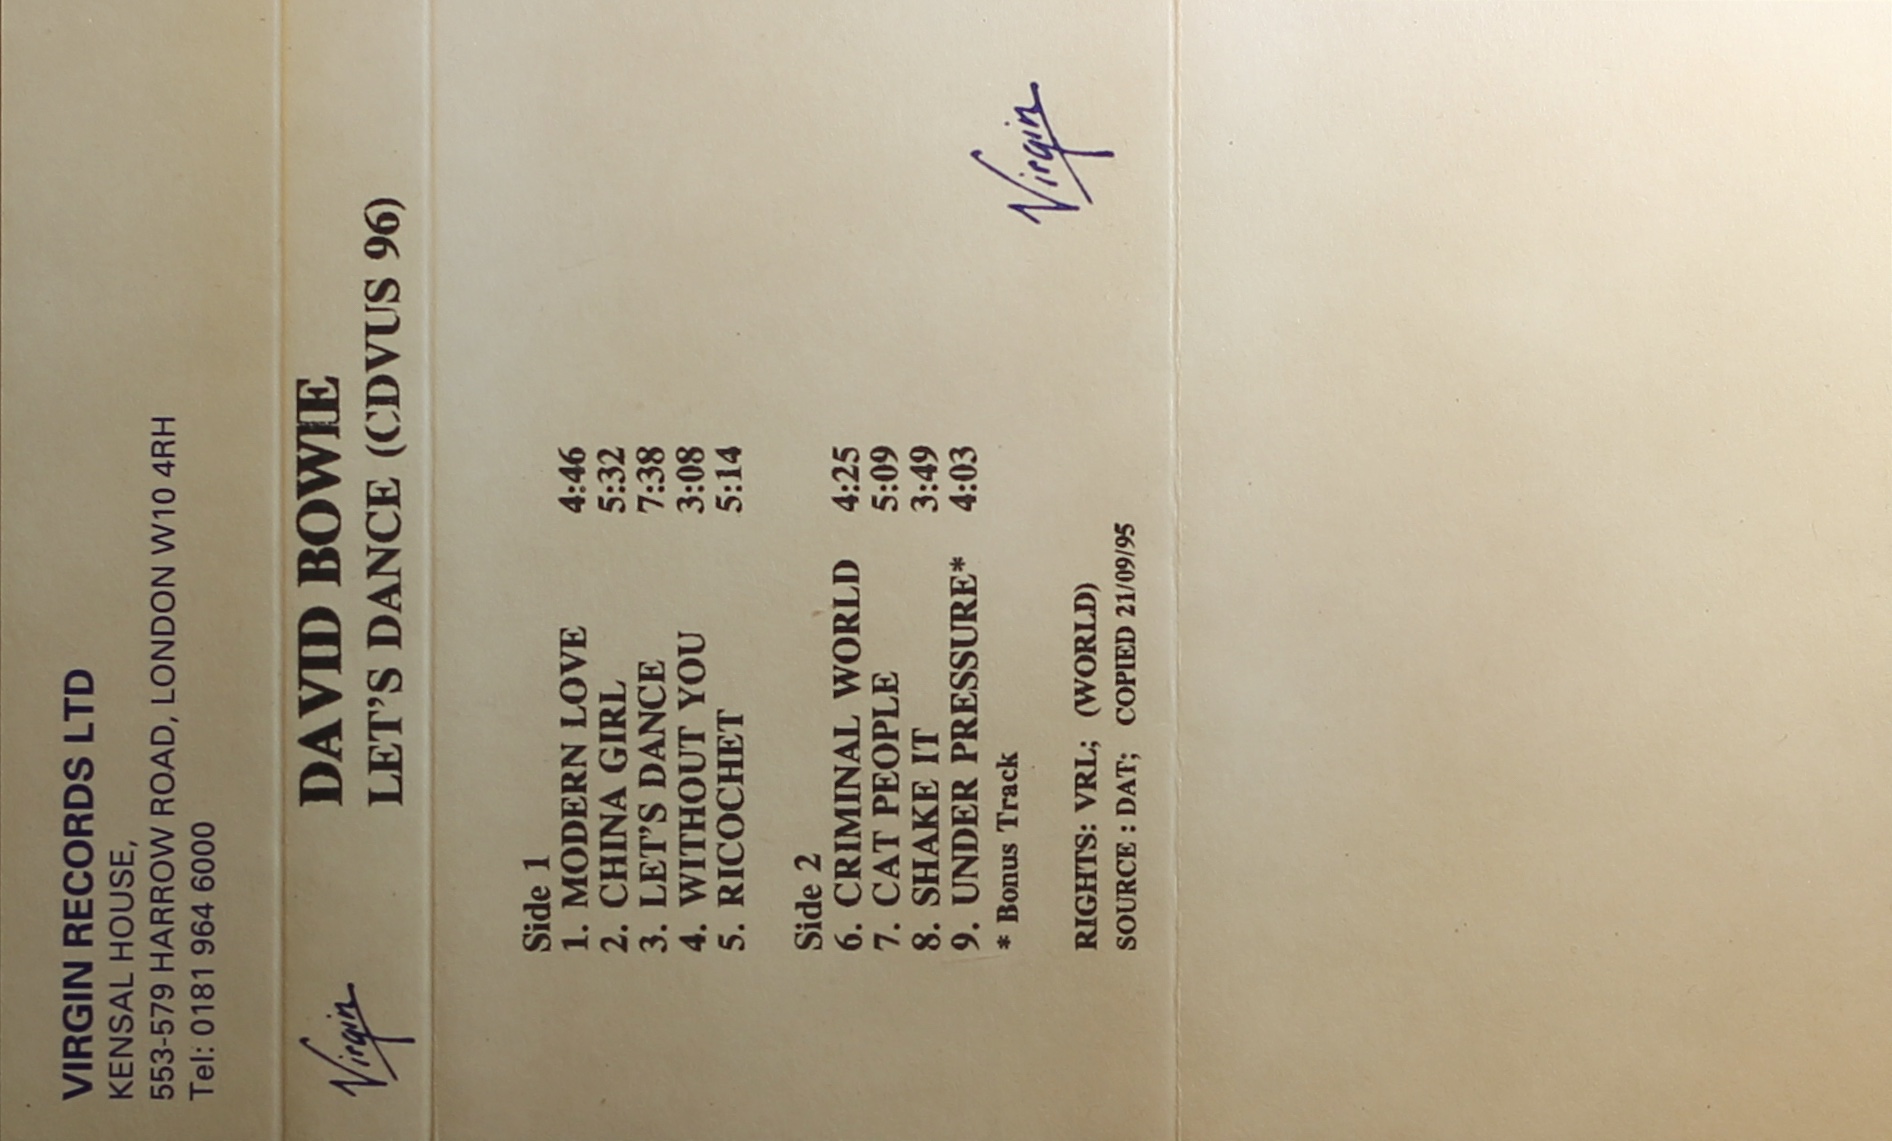 VIRGIN RECORDS LTD
KENSAL HOUSE,
553-579 HARROW ROAD, LONDON W10 4RH
Tel: 0181 964 6000
Virgin
DAVID BOWIE
LET'S DANCE (CDVUS 96)
Side 1
1. MODERN LOVE 4:46
2. CHINA GIRL 5:32
3. LET'S DANCE 7:38
4. WITHOUT YOU 3:08
5. RICOCHET 5:14
Side 2
6. CRIMINAL WORLD 4:25
7. CAT PEOPLE 5:09
8. SHAKE IT 3:49
9. UNDER PRESSURE* 4:03
* Bonus Track
Virgin
RIGHTS: VRL; (WORLD)
SOURCE : DAT; COPIED 21/09/95